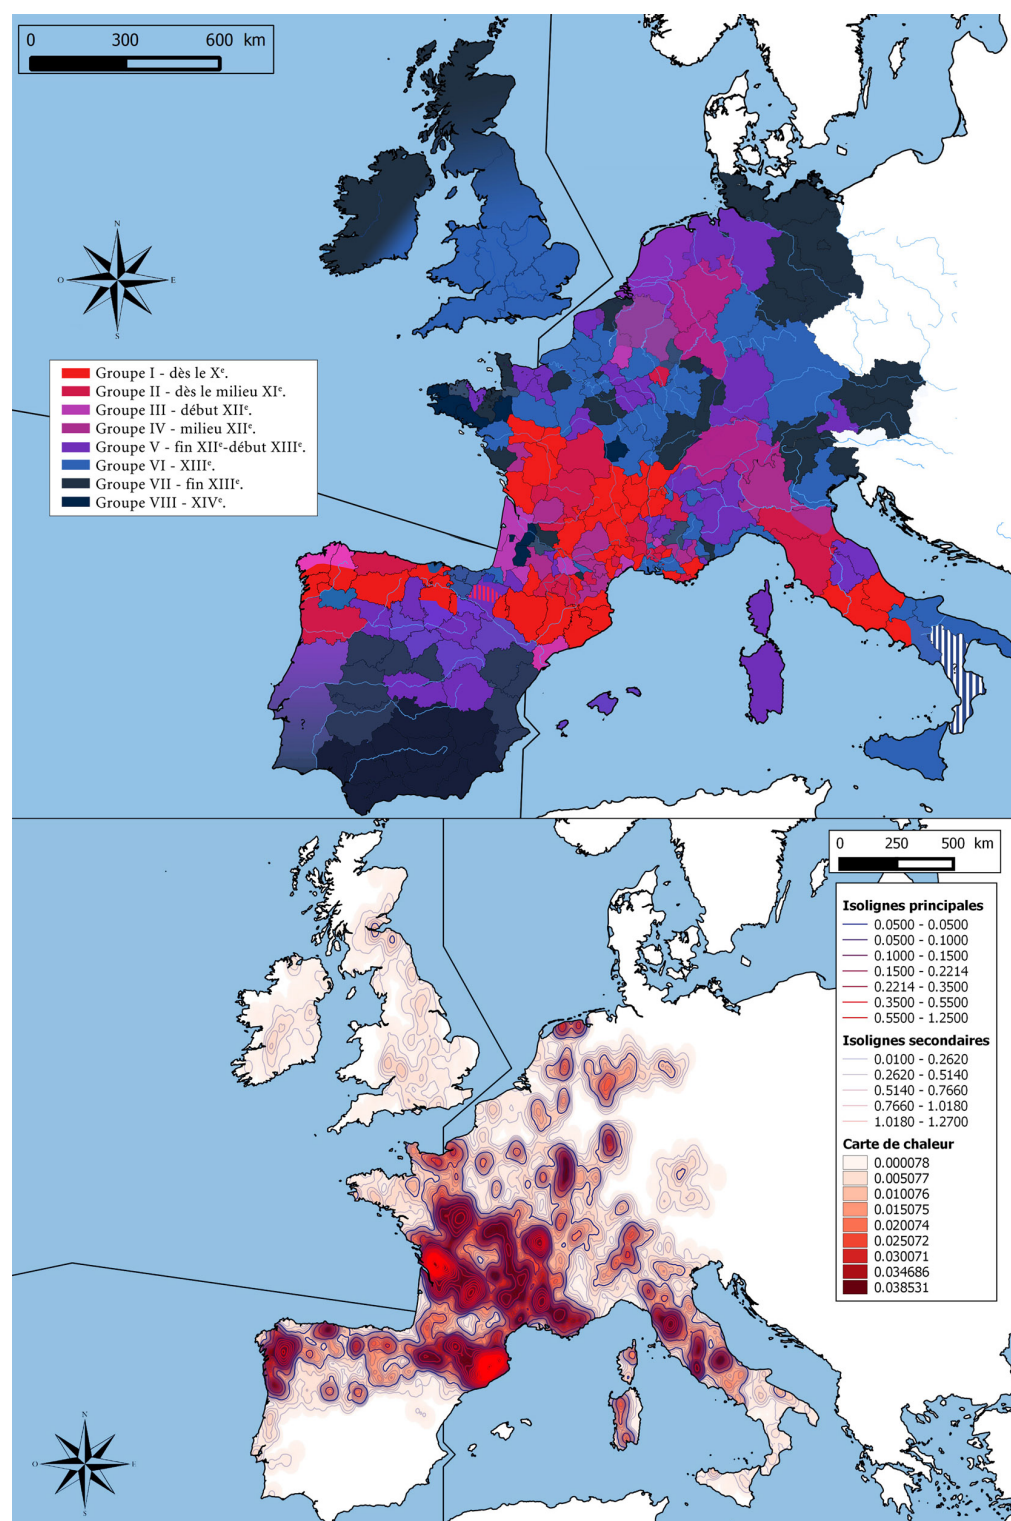 0 300 600 km
N
O E
S
Groupe I - dès le Xᵉ.
Groupe II - dès le milieu XIᵉ.
Groupe III - début XIIᵉ.
Groupe IV - milieu XIIᵉ.
Groupe V - fin XIIᵉ-début XIIIᵉ.
Groupe VI - XIIIᵉ.
Groupe VII - fin XIIIᵉ.
Groupe VIII - XIVᵉ.
?
?
0 250 500 km
Isolignes principales
0.0500 - 0.0500
0.0500 - 0.1000
0.1000 - 0.1500
0.1500 - 0.2214
0.2214 - 0.3500
0.3500 - 0.5500
0.5500 - 1.2500
Isolignes secondaires
0.0100 - 0.2620
0.2620 - 0.5140
0.5140 - 0.7660
0.7660 - 1.0180
1.0180 - 1.2700
Carte de chaleur
0.000078
0.005077
0.010076
0.015075
0.020074
0.025072
0.030071
0.034686
0.038531
N
O E
S